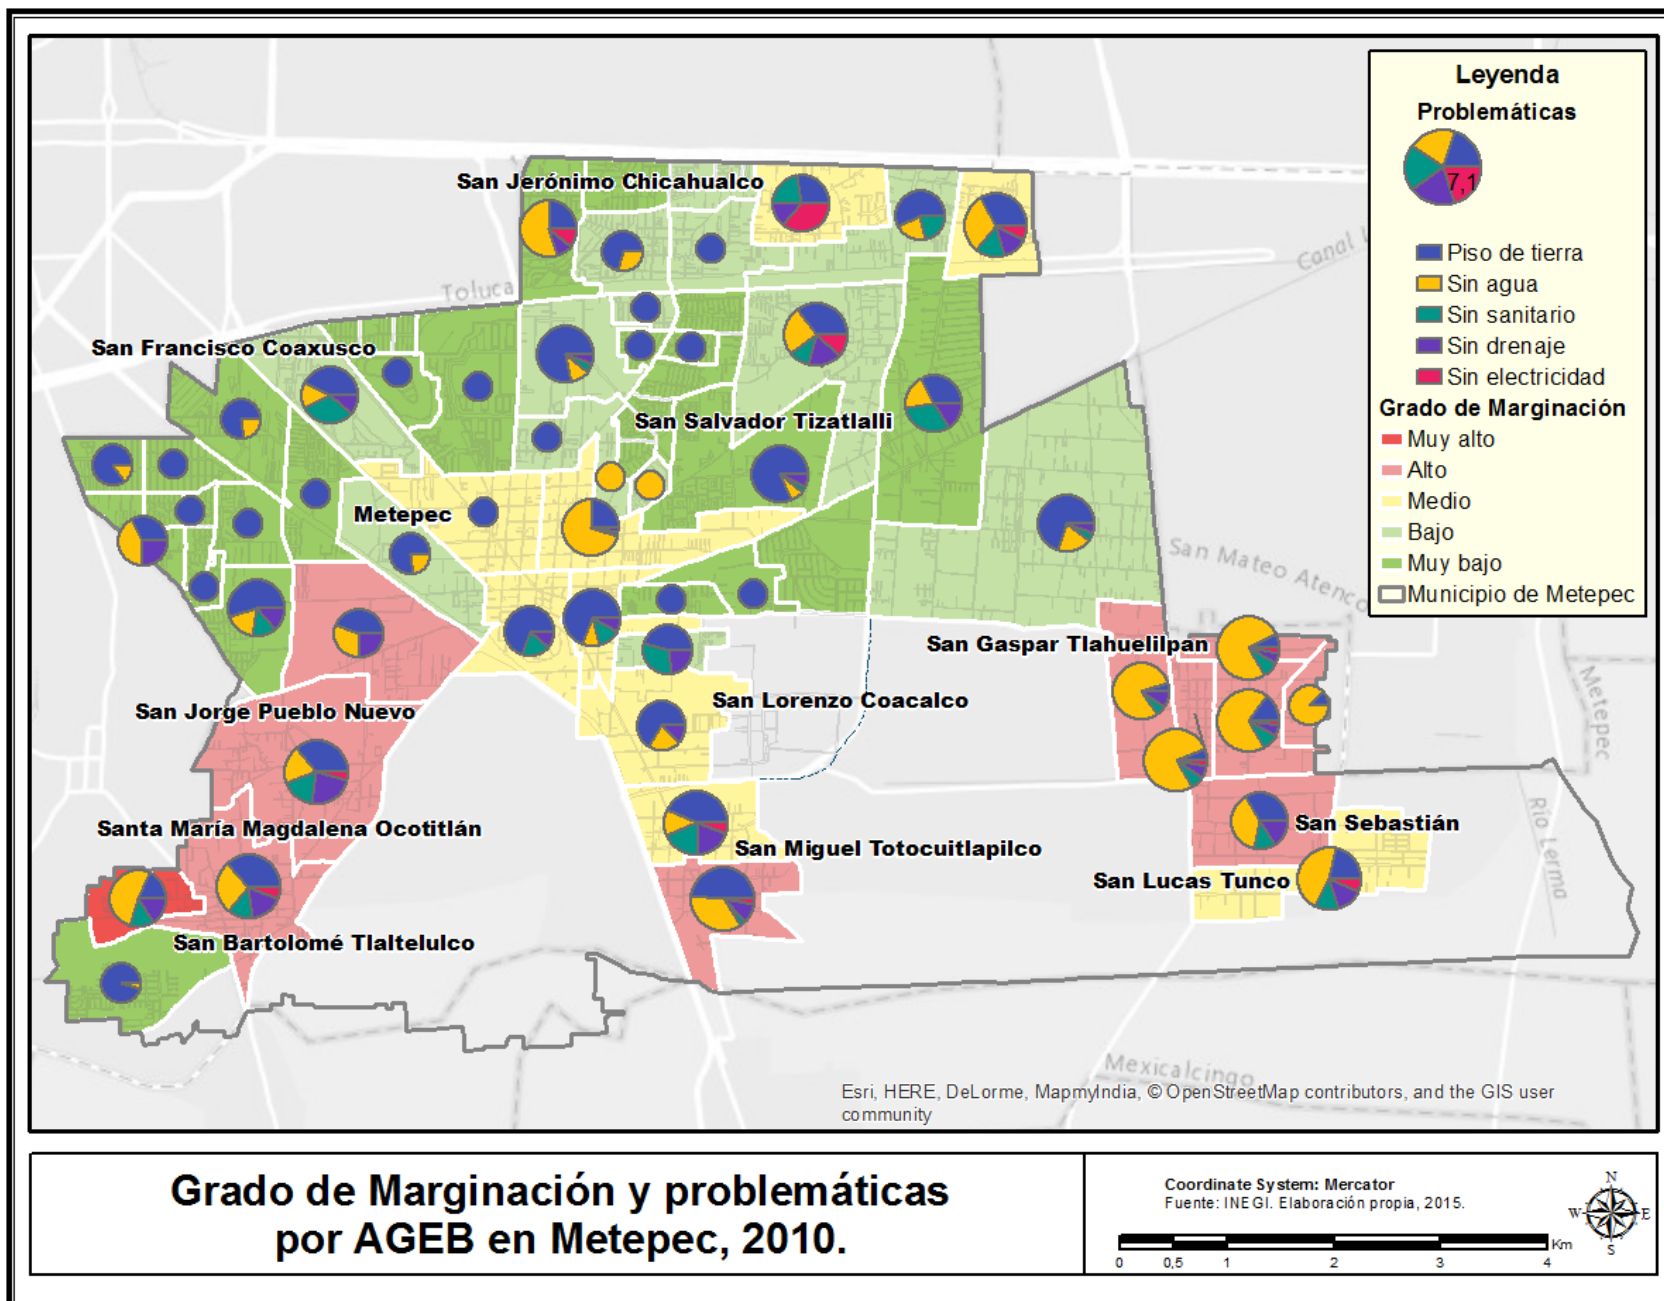 San Jerónimo Chicahualco
Toluca
San Francisco Coaxusco
San Salvador Tizatlalli
Metepec
San Mateo Atenco
San Gaspar Tlahuelilpan
San Lorenzo Coacalco
San Jorge Pueblo Nuevo
Metepec
Santa María Magdalena Ocotitlán
San Miguel Totocuitlapilco
San Sebastián
San Lucas Tunco
Río Lerma
San Bartolomé Tlaltelulco
Mexicalcingo
Canal
Leyenda
Problemáticas
7,1
Piso de tierra
Sin agua
Sin sanitario
Sin drenaje
Sin electricidad
Grado de Marginación
Muy alto
Alto
Medio
Bajo
Muy bajo
Municipio de Metepec
Esri, HERE, DeLorme, MapmyIndia, © OpenStreetMap contributors, and the GIS user
community
Grado de Marginación y problemáticas
por AGEB en Metepec, 2010.
Coordinate System: Mercator
Fuente: INEGI. Elaboración propia, 2015.
Km
0 0,5 1 2 3 4
N
W E
S